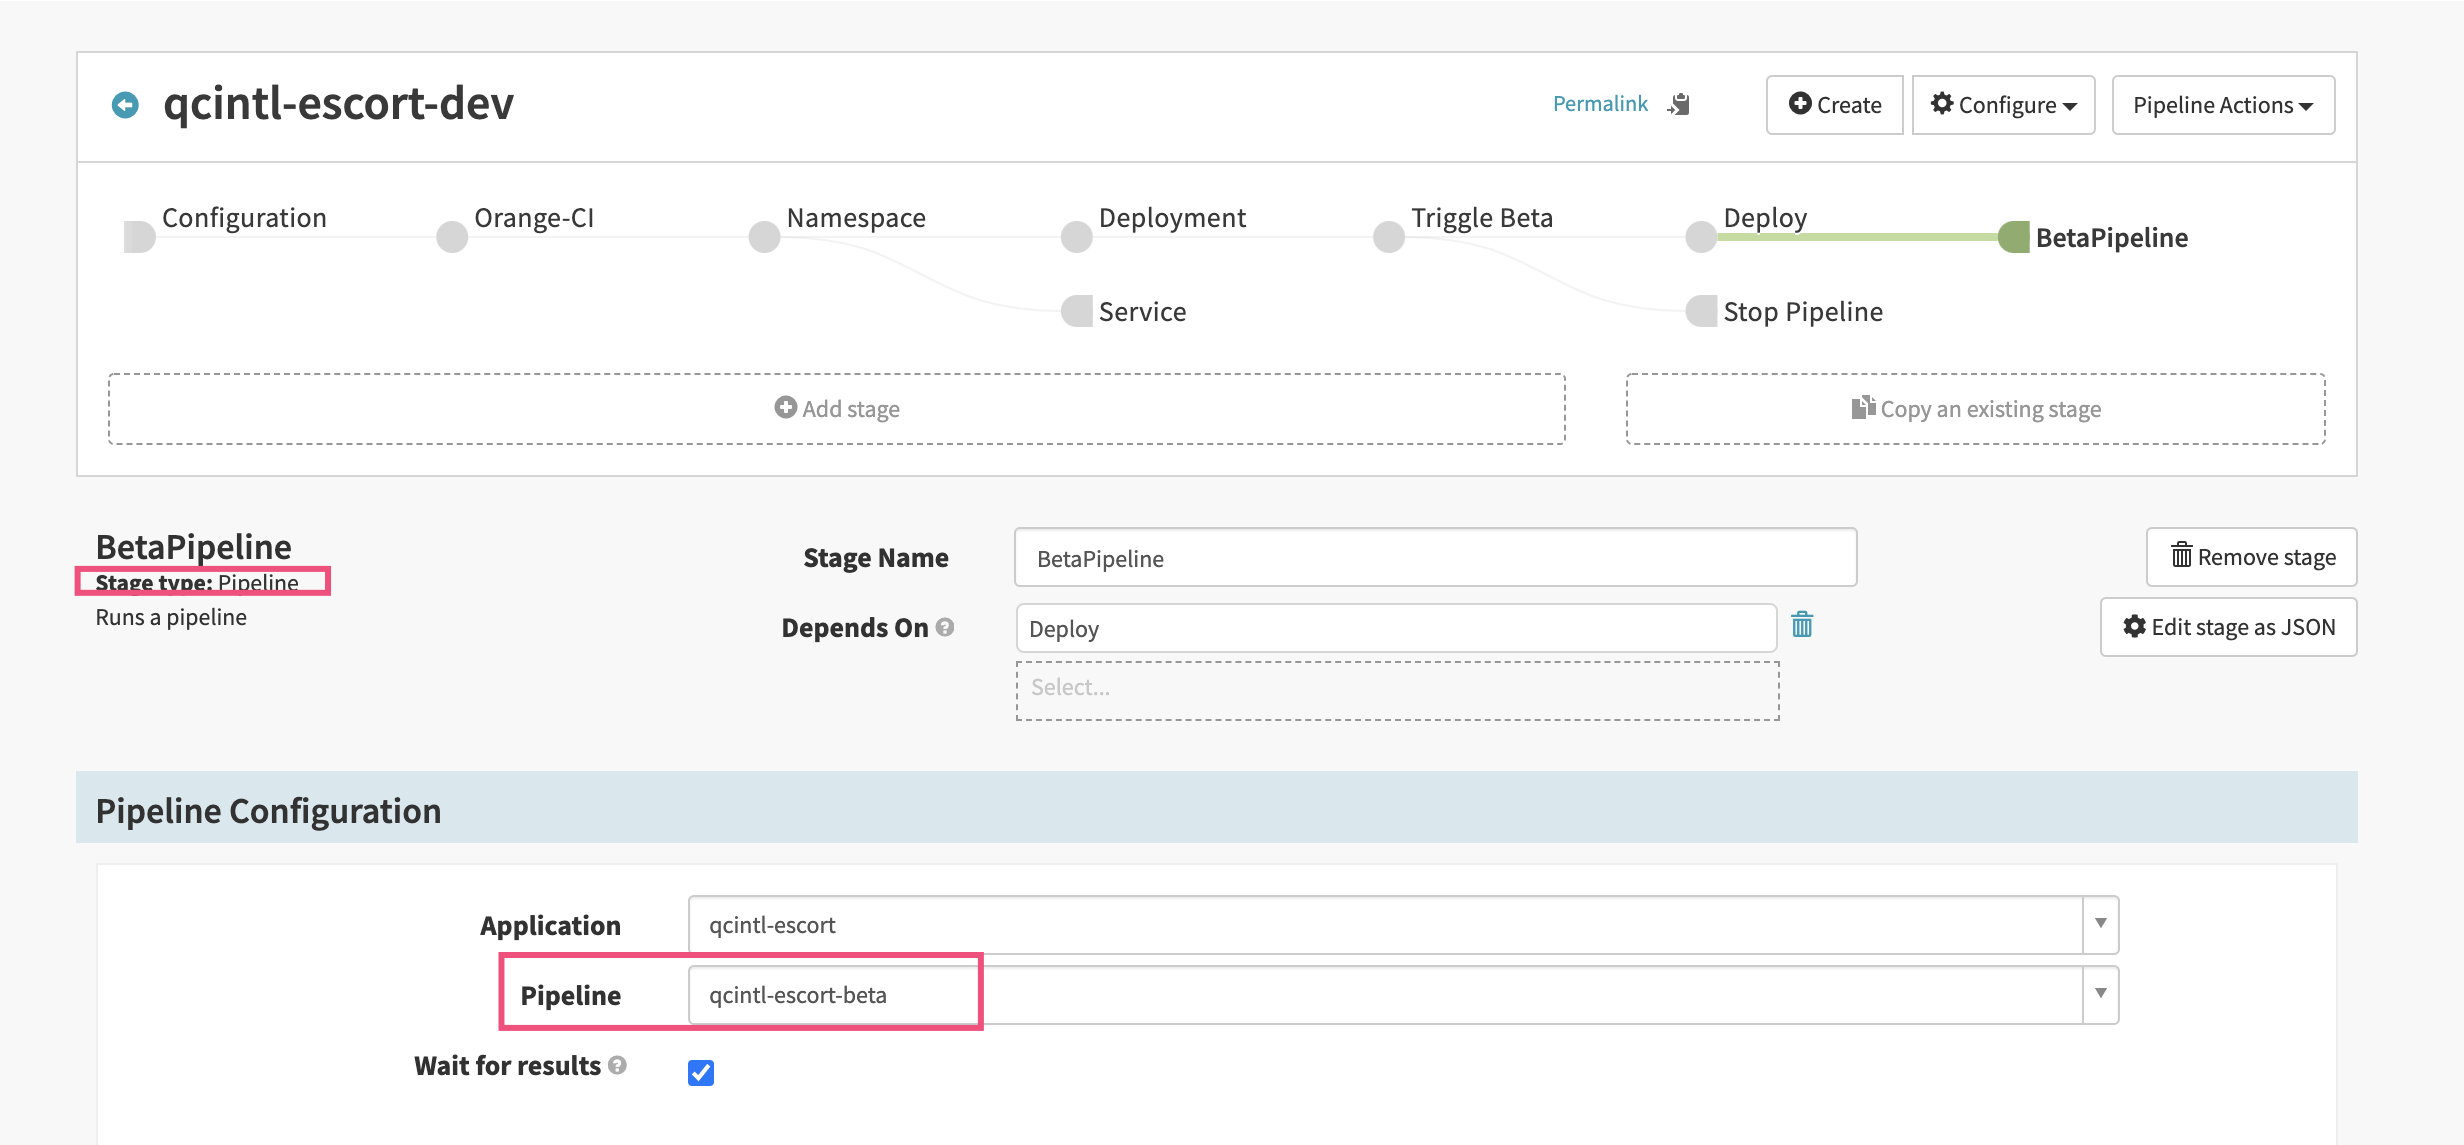 qcintl-escort-dev
Permalink
Create
Configure
Pipeline Actions
Configuration
Orange-CI
Namespace
Deployment
Triggle Beta
Deploy
BetaPipeline
Service
Stop Pipeline
Add stage
Copy an existing stage
BetaPipeline
Stage type: Pipeline
Runs a pipeline
Stage Name
BetaPipeline
Remove stage
Depends On
Deploy
Edit stage as JSON
Select...
Pipeline Configuration
Application
qcintl-escort
Pipeline
qcintl-escort-beta
Wait for results